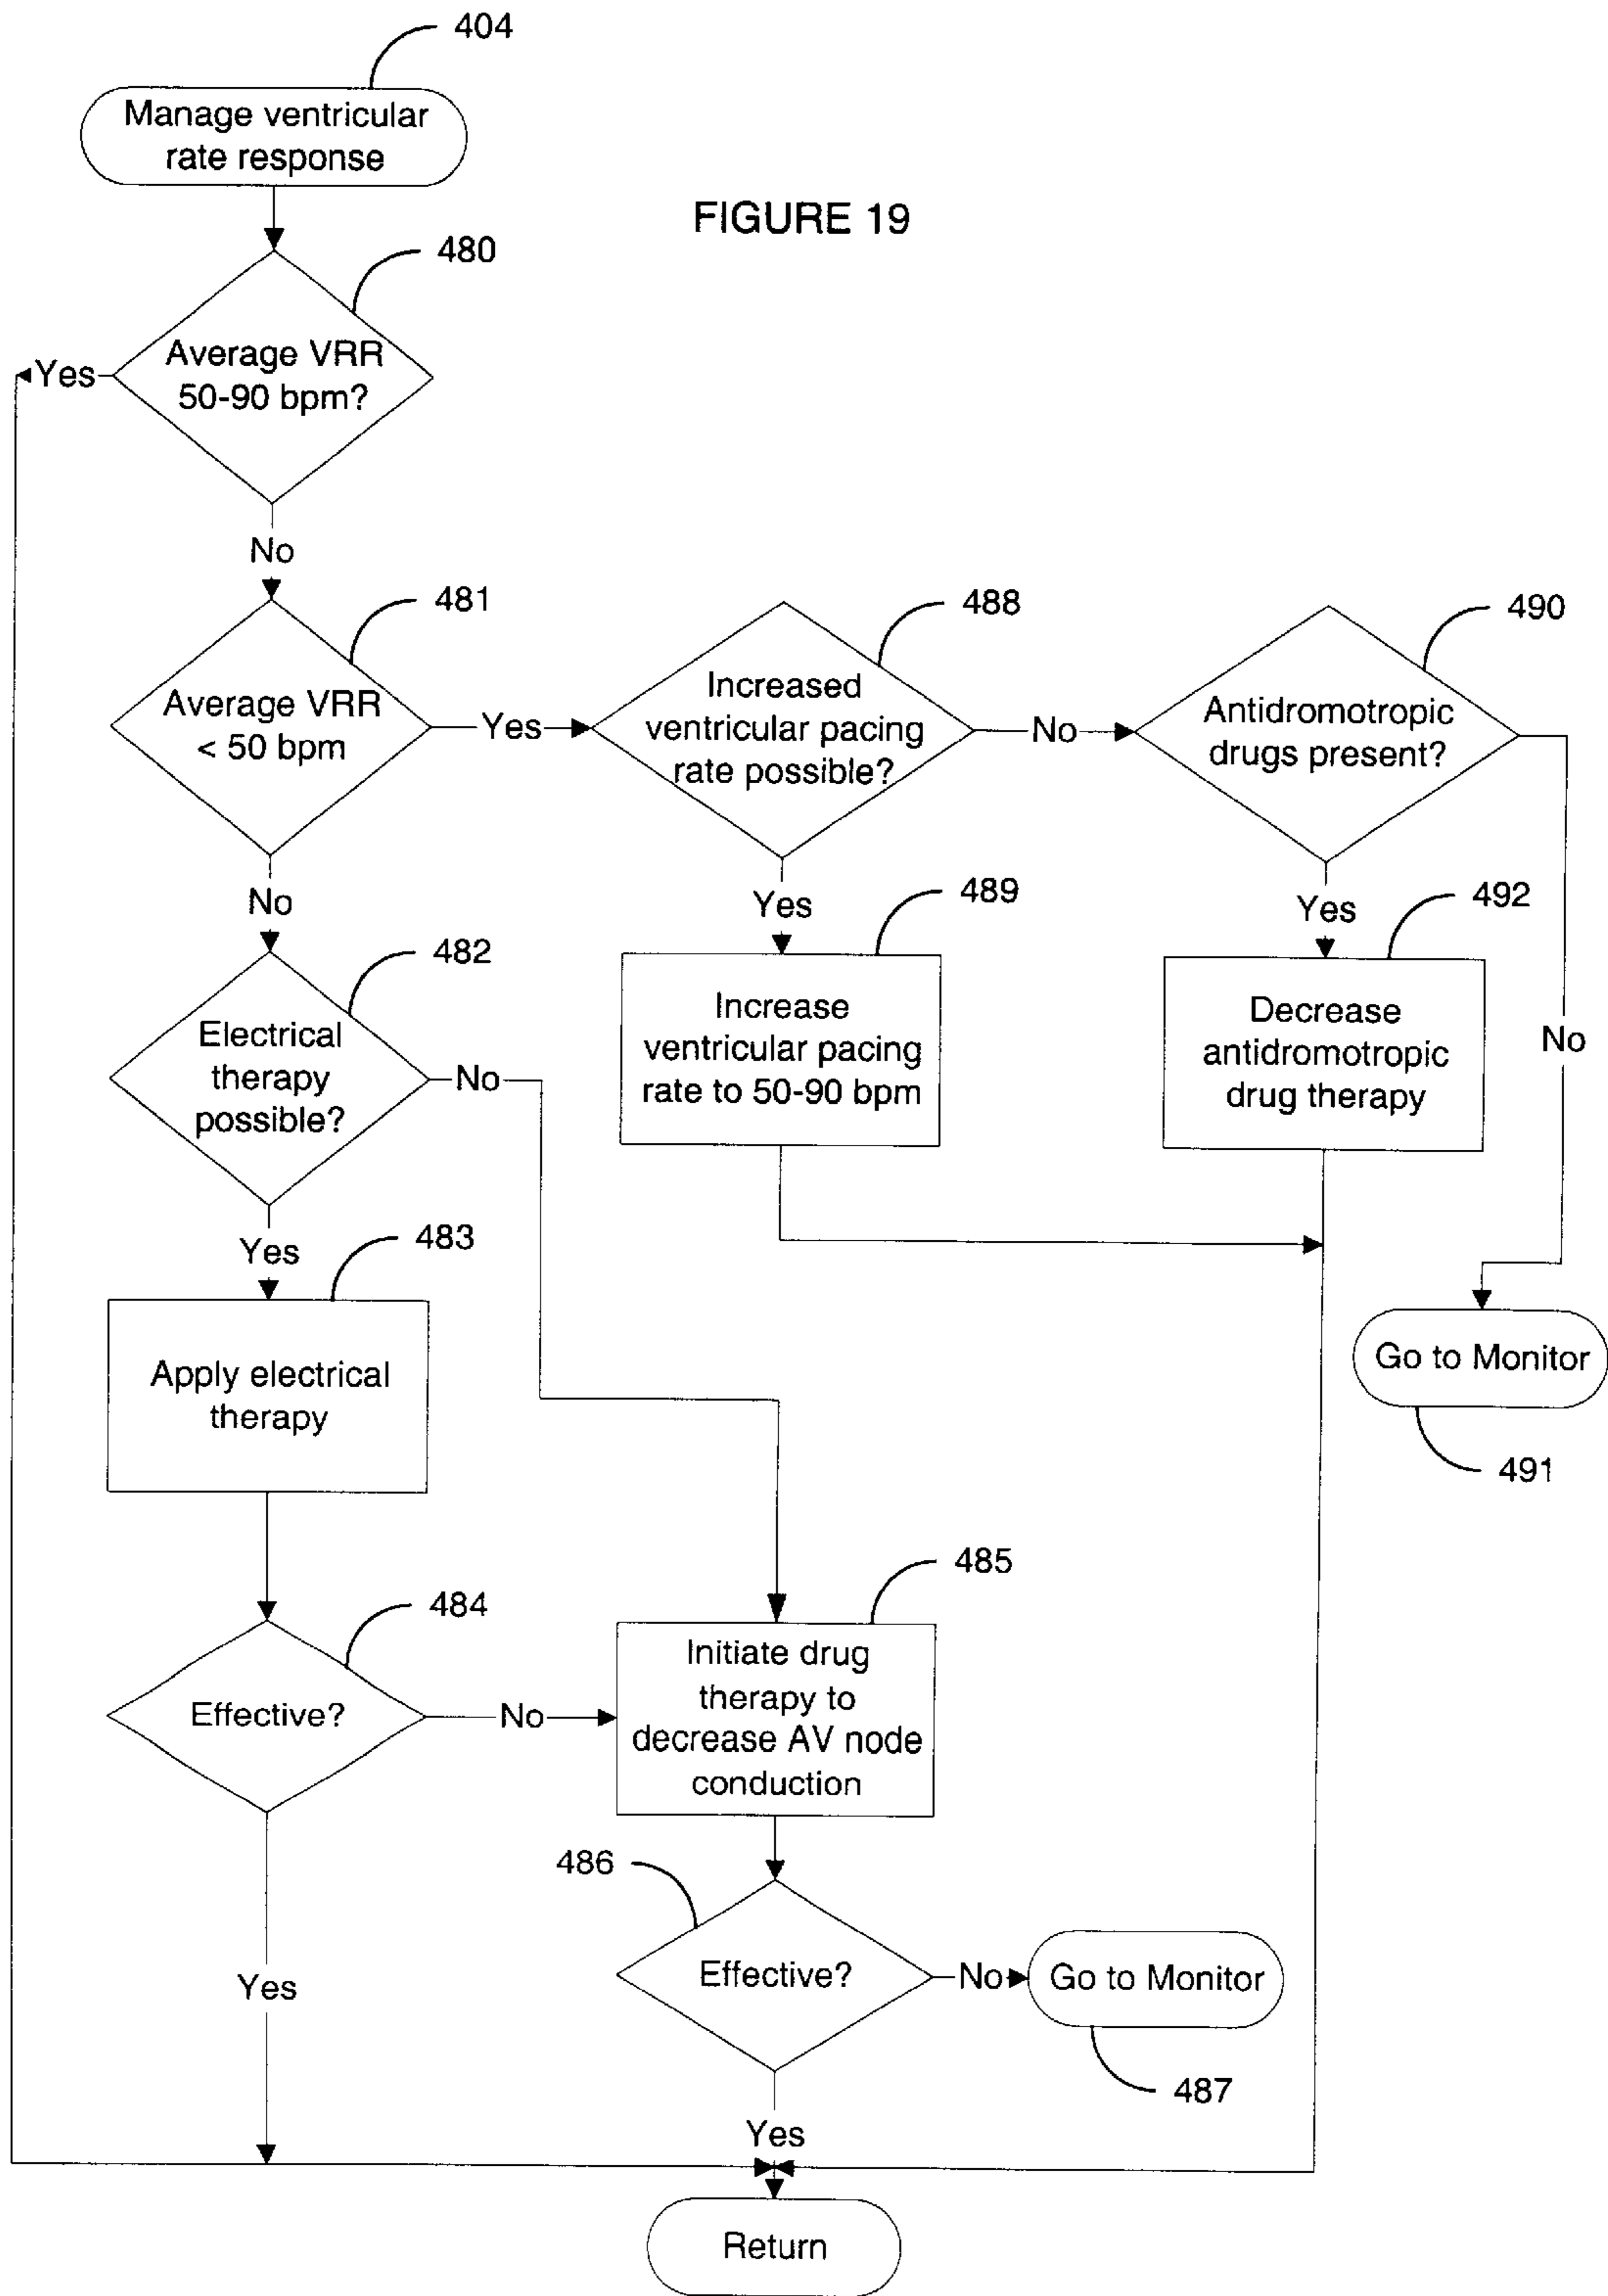 404
Manage ventricular
rate response
FIGURE 19
480
Average VRR
50-90 bpm?
Yes
No
481
Average VRR
< 50 bpm
Yes
488
Increased
ventricular pacing
rate possible?
No
490
Antidromotropic
drugs present?
No
482
Electrical
therapy
possible?
No
Yes
489
Increase
ventricular pacing
rate to 50-90 bpm
Yes
492
Decrease
antidromotropic
drug therapy
No
Yes
483
Apply electrical
therapy
Go to Monitor
491
484
Effective?
No
485
Initiate drug
therapy to
decrease AV node
conduction
486
Effective?
No
Go to Monitor
487
Yes
Yes
Return